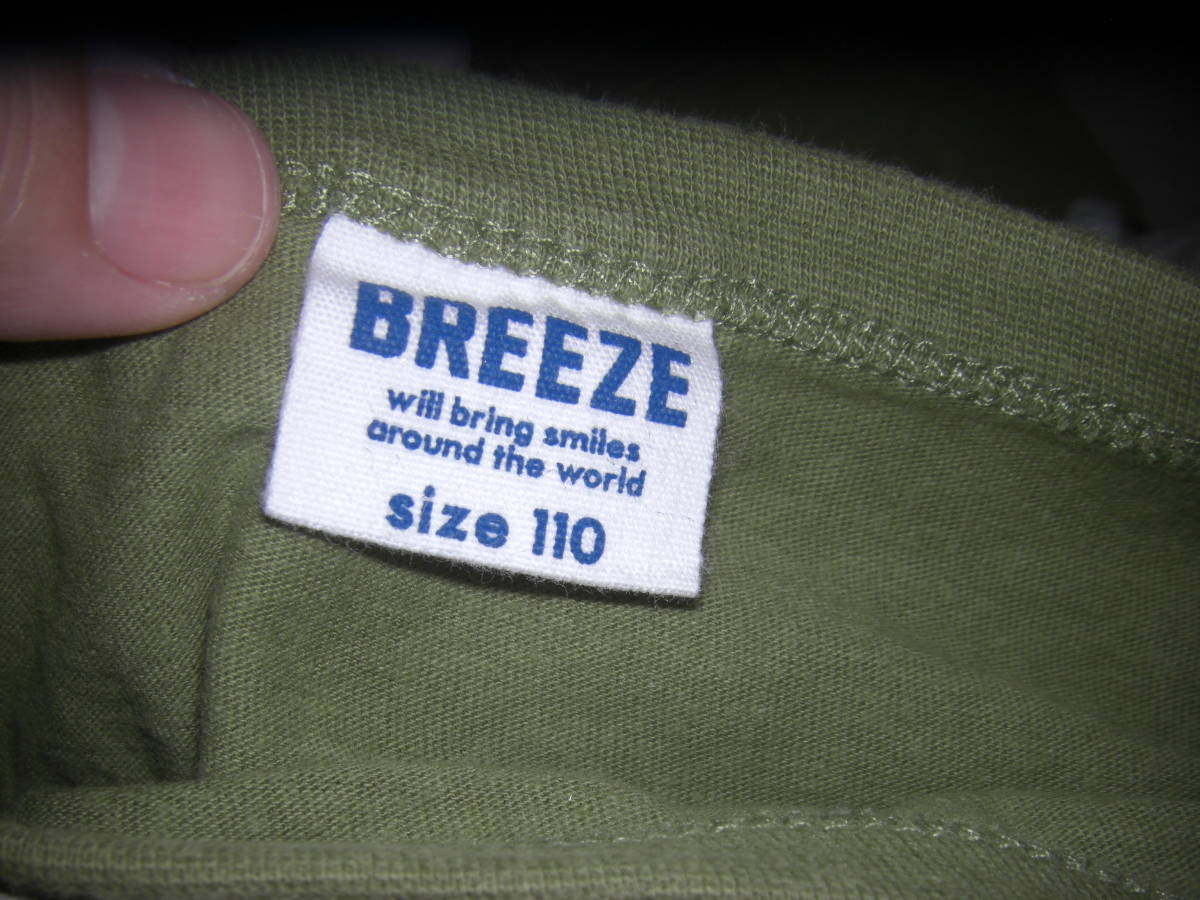 BREEZE
will bring smiles
around the world
size 110